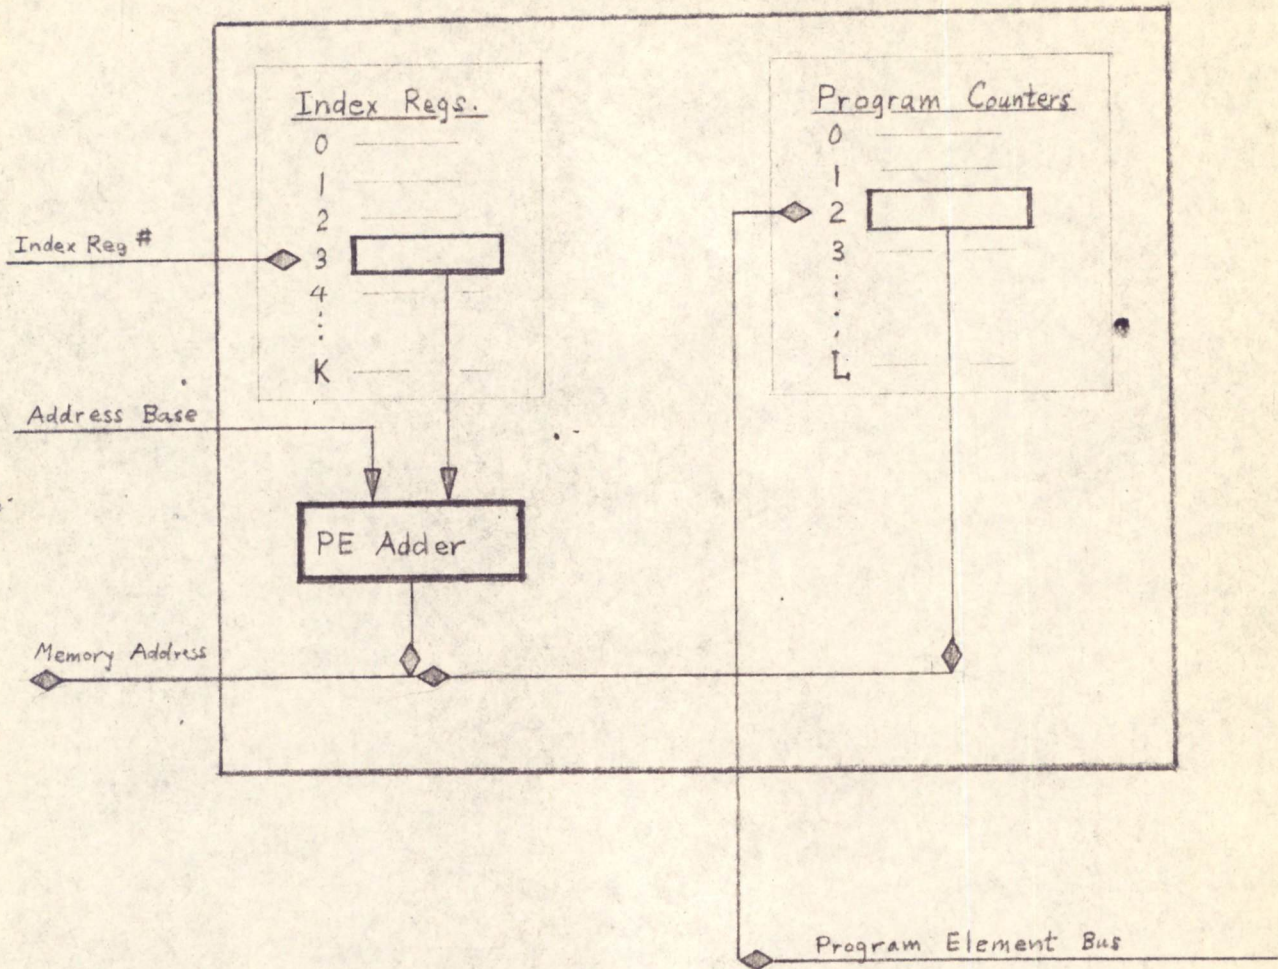 Index Regs.
0
1
2
3
4
K
Program Counters
0
1
2
3
L
Index Reg #
Address Base
PE Adder
Memory Address
Program Element Bus